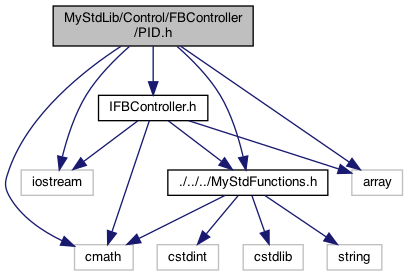 MyStdLib/Control/FBController
/PID.h
IFBController.h
iostream
./../../MyStdFunctions.h
array
cmath
cstdint
cstdlib
string